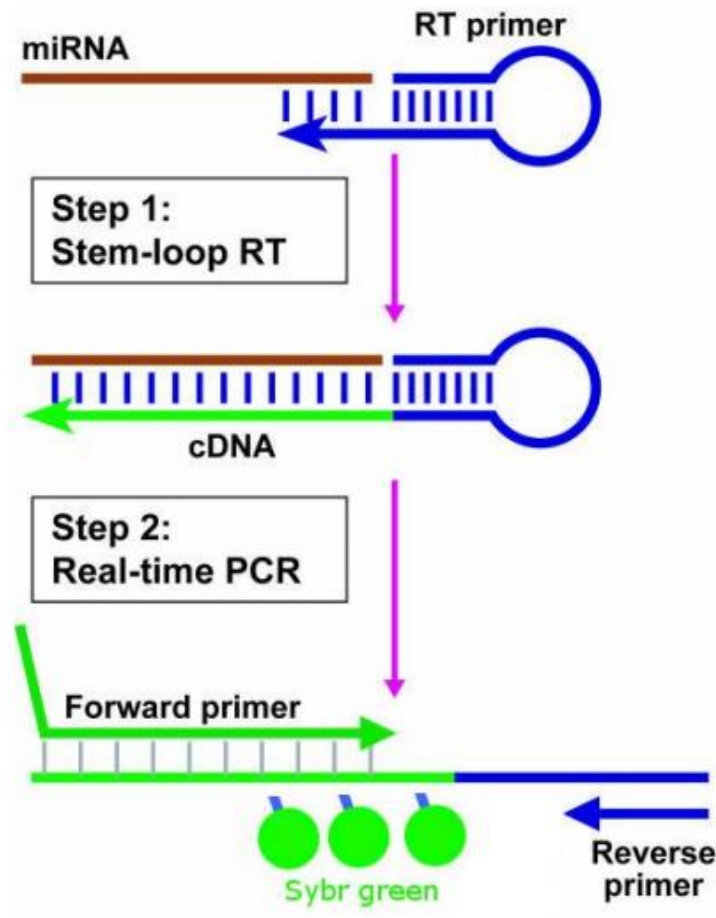 RT primer
miRNA
Step 1:
Stem-loop RT
cDNA
Step 2:
Real-time PCR
Forward primer
Reverse
primer
Sybr green